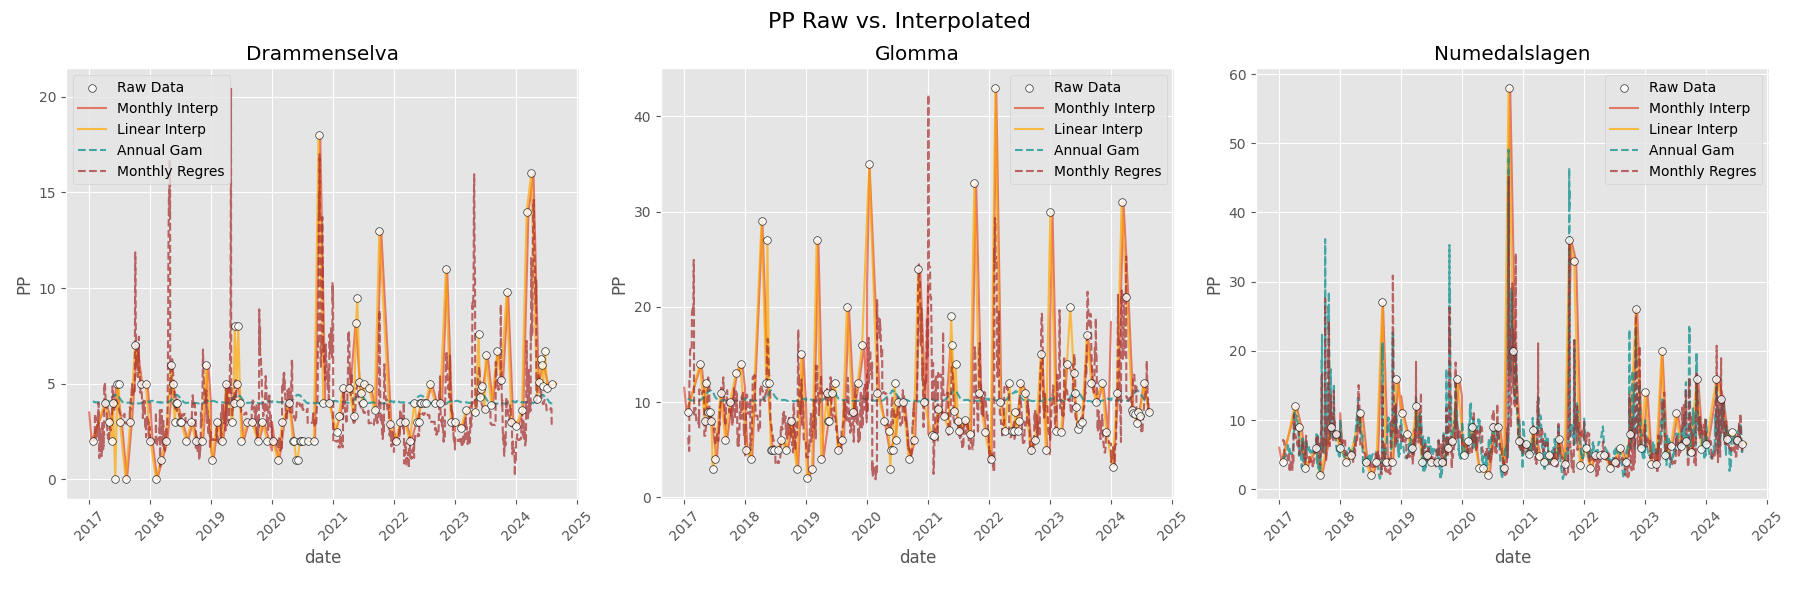 PP Raw vs. Interpolated
Drammenselva
Raw Data
Monthly Interp
Linear Interp
Annual Gam
Monthly Regres
PP
20
15
10
5
0
2017
2018
2019
2020
2021
2022
2023
2024
2025
date
Glomma
Raw Data
Monthly Interp
Linear Interp
Annual Gam
Monthly Regres
PP
40
30
20
10
0
2017
2018
2019
2020
2021
2022
2023
2024
2025
date
Numedalslagen
Raw Data
Monthly Interp
Linear Interp
Annual Gam
Monthly Regres
PP
60
50
40
30
20
10
0
2017
2018
2019
2020
2021
2022
2023
2024
2025
date